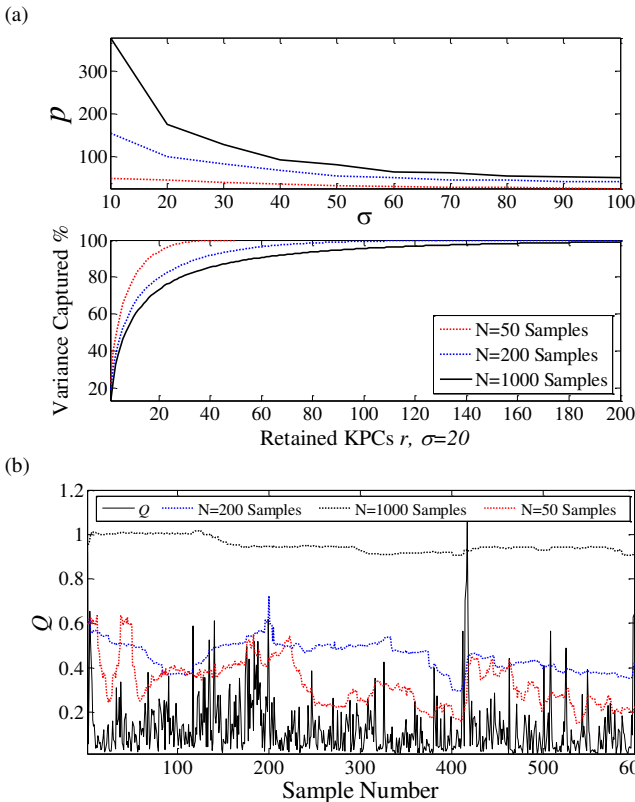 (a)
p
300
200
100
10 20 30 40 50 60 70 80 90 100
σ
Variance Captured %
100
80
60
40
20
20 40 60 80 100 120 140 160 180 200
N=50 Samples
N=200 Samples
N=1000 Samples
Retained KPCs r, σ=20
(b)
Q
1.2
1
0.8
0.6
0.4
0.2
Q N=200 Samples N=1000 Samples N=50 Samples
100 200 300 400 500 600
Sample Number